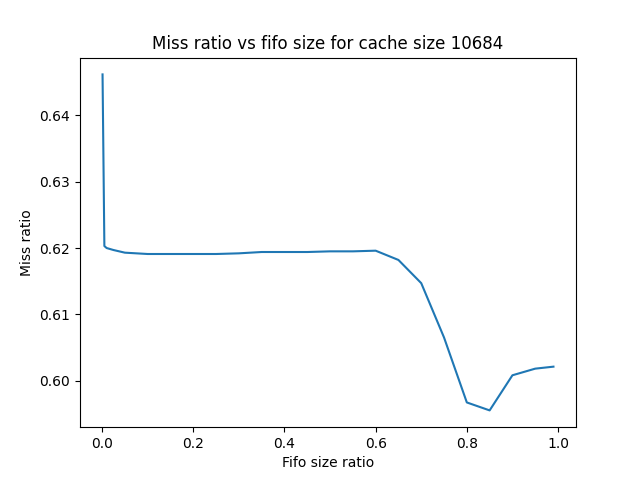 Miss ratio vs fifo size for cache size 10684
0.64
0.63
0.62
0.61
0.60
Miss ratio
0.0 0.2 0.4 0.6 0.8 1.0
Fifo size ratio